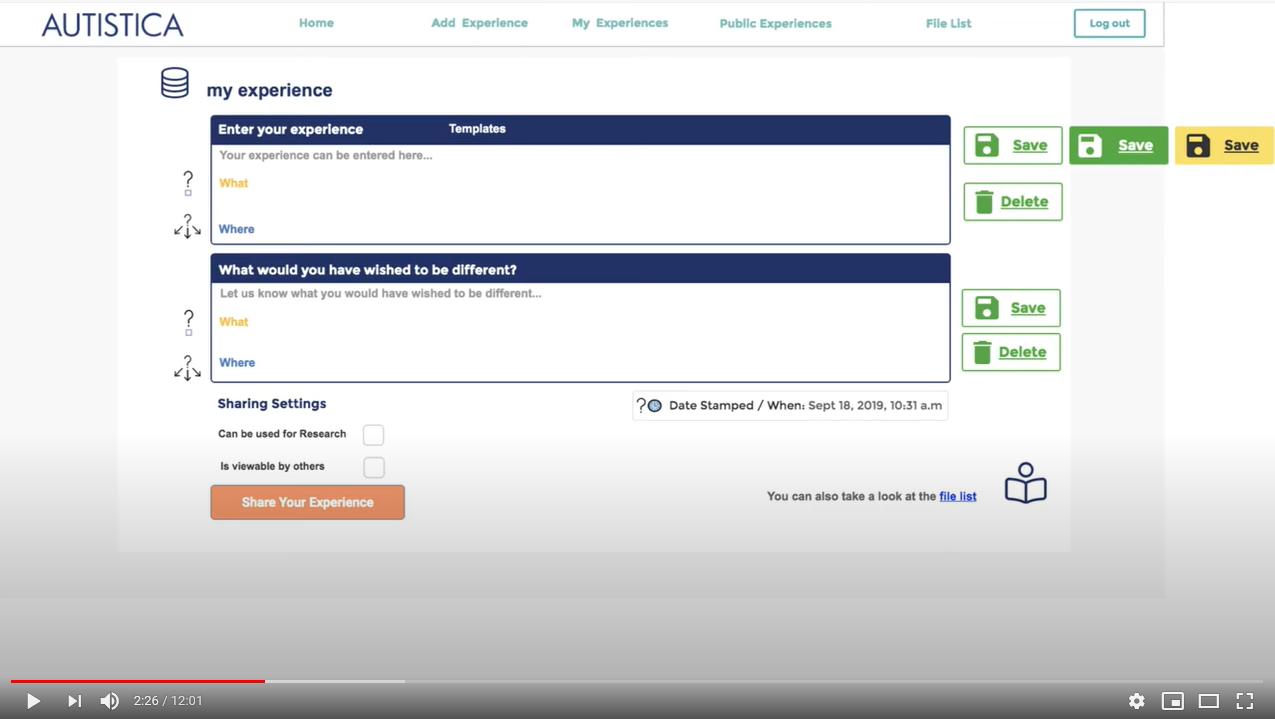 AUTISTICA Home Add Experience My Experiences Public Experiences File List Log out
my experience
Enter your experience Templates
Your experience can be entered here...
What
Where
Save Save Save
Delete
What would you have wished to be different?
Let us know what you would have wished to be different...
What
Where
Save
Delete
Sharing Settings
Date Stamped / When: Sept 18, 2019, 10:31 a.m
Can be used for Research
Is viewable by others
Share Your Experience
You can also take a look at the file list
2:26 / 12:01